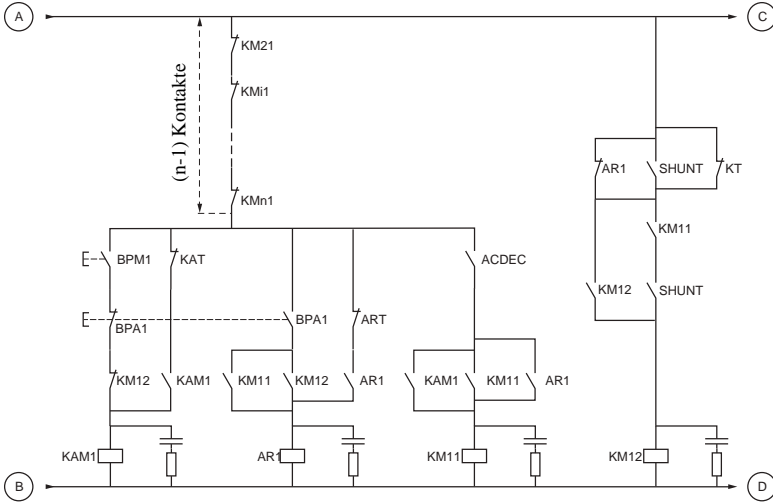 A
C
KM21
KMi1
(n-1) Kontakte
AR1 SHUNT KT
KMn1
KM11
BPM1 KAT ACDEC
KM12 SHUNT
BPA1 BPA1 ART
KM12 KAM1 KM11 KM12 AR1 KAM1 KM11 AR1
KAM1 AR1 KM11 KM12
B
D